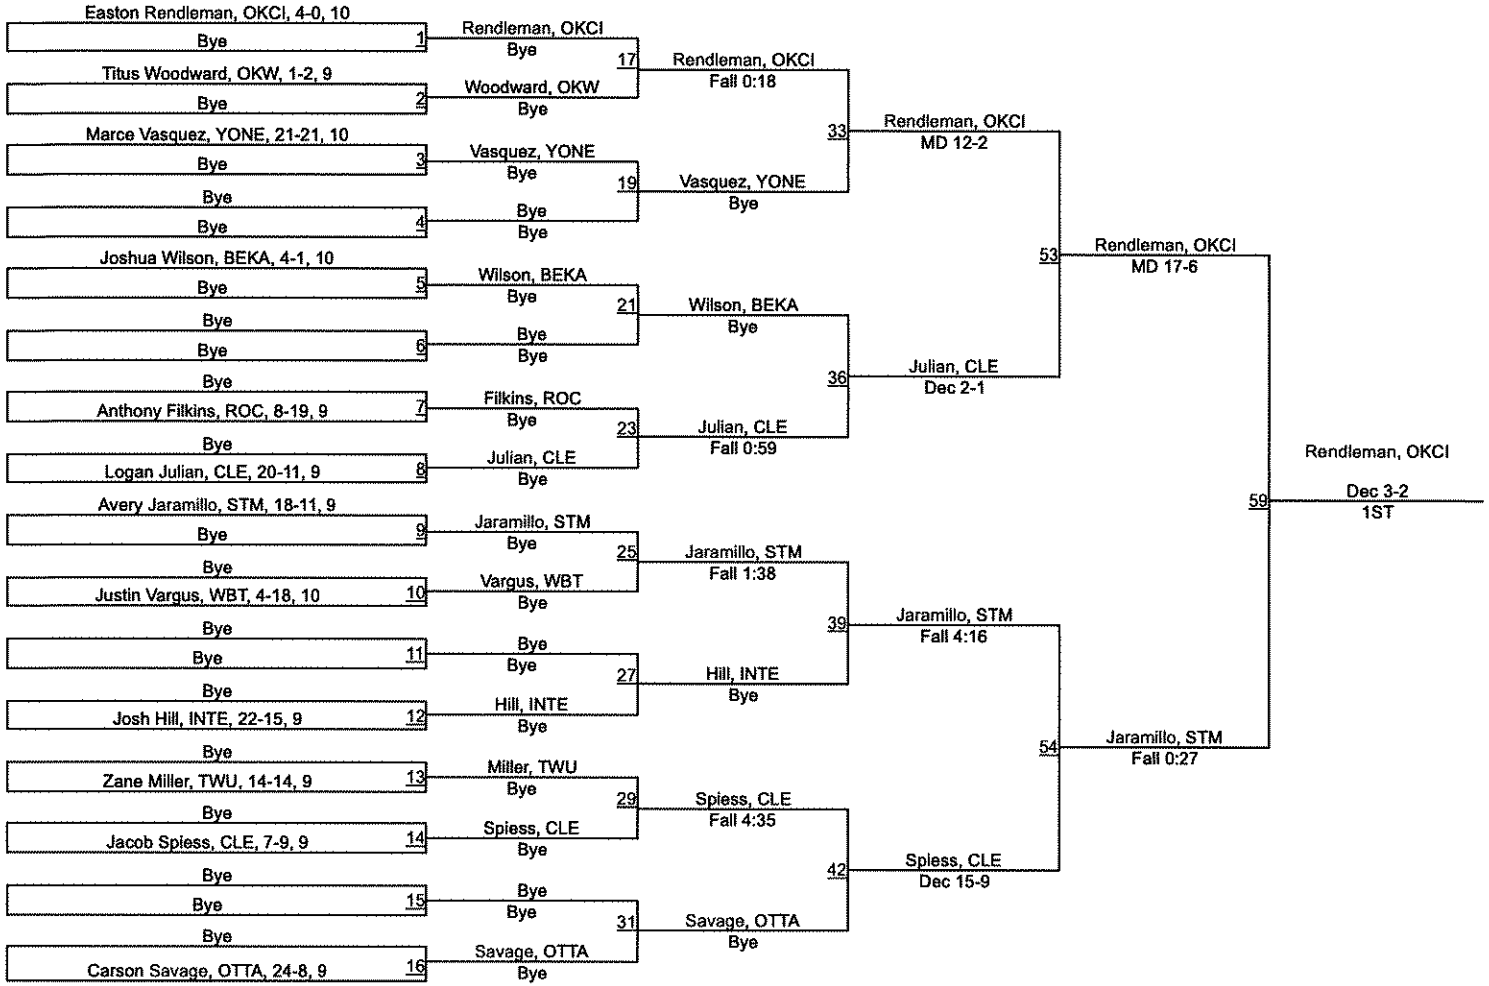 Easton Rendleman, OKCI, 4-0, 10
Bye
1
Titus Woodward, OKW, 1-2, 9
Bye
2
Marce Vasquez, YONE, 21-21, 10
Bye
3
Bye
Bye
4
Joshua Wilson, BEKA, 4-1, 10
Bye
5
Bye
Bye
6
Bye
Anthony Filkins, ROC, 8-19, 9
7
Bye
Logan Julian, CLE, 20-11, 9
8
Avery Jaramillo, STM, 18-11, 9
Bye
9
Bye
Justin Vargus, WBT, 4-18, 10
10
Bye
Bye
11
Bye
Josh Hill, INTE, 22-15, 9
12
Bye
Zane Miller, TWU, 14-14, 9
13
Bye
Jacob Spiess, CLE, 7-9, 9
14
Bye
Bye
15
Bye
Carson Savage, OTTA, 24-8, 9
16
Rendleman, OKCI
Bye
17
Woodward, OKW
Bye
Vasquez, YONE
Bye
19
Bye
Bye
Wilson, BEKA
Bye
21
Bye
Bye
Filkins, ROC
Bye
23
Julian, CLE
Bye
Jaramillo, STM
Bye
25
Vargus, WBT
Bye
Bye
Bye
27
Hill, INTE
Bye
Miller, TWU
Bye
29
Spiess, CLE
Bye
Bye
Bye
31
Savage, OTTA
Bye
Rendleman, OKCI
Fall 0:18
33
Vasquez, YONE
Bye
Wilson, BEKA
Bye
36
Julian, CLE
Fall 0:59
Jaramillo, STM
Fall 1:38
39
Hill, INTE
Bye
Spiess, CLE
Fall 4:35
42
Savage, OTTA
Bye
Rendleman, OKCI
MD 12-2
53
Julian, CLE
Dec 2-1
Jaramillo, STM
Fall 4:16
54
Spiess, CLE
Dec 15-9
Rendleman, OKCI
MD 17-6
59
Jaramillo, STM
Fall 0:27
Rendleman, OKCI
Dec 3-2
1ST